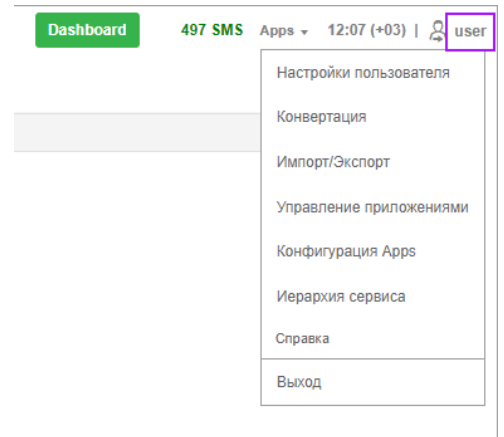 Dashboard 497 SMS Apps 12:07 (+03) | user
Настройки пользователя
Конвертация
Импорт/Экспорт
Управление приложениями
Конфигурация Apps
Иерархия сервиса
Справка
Выход